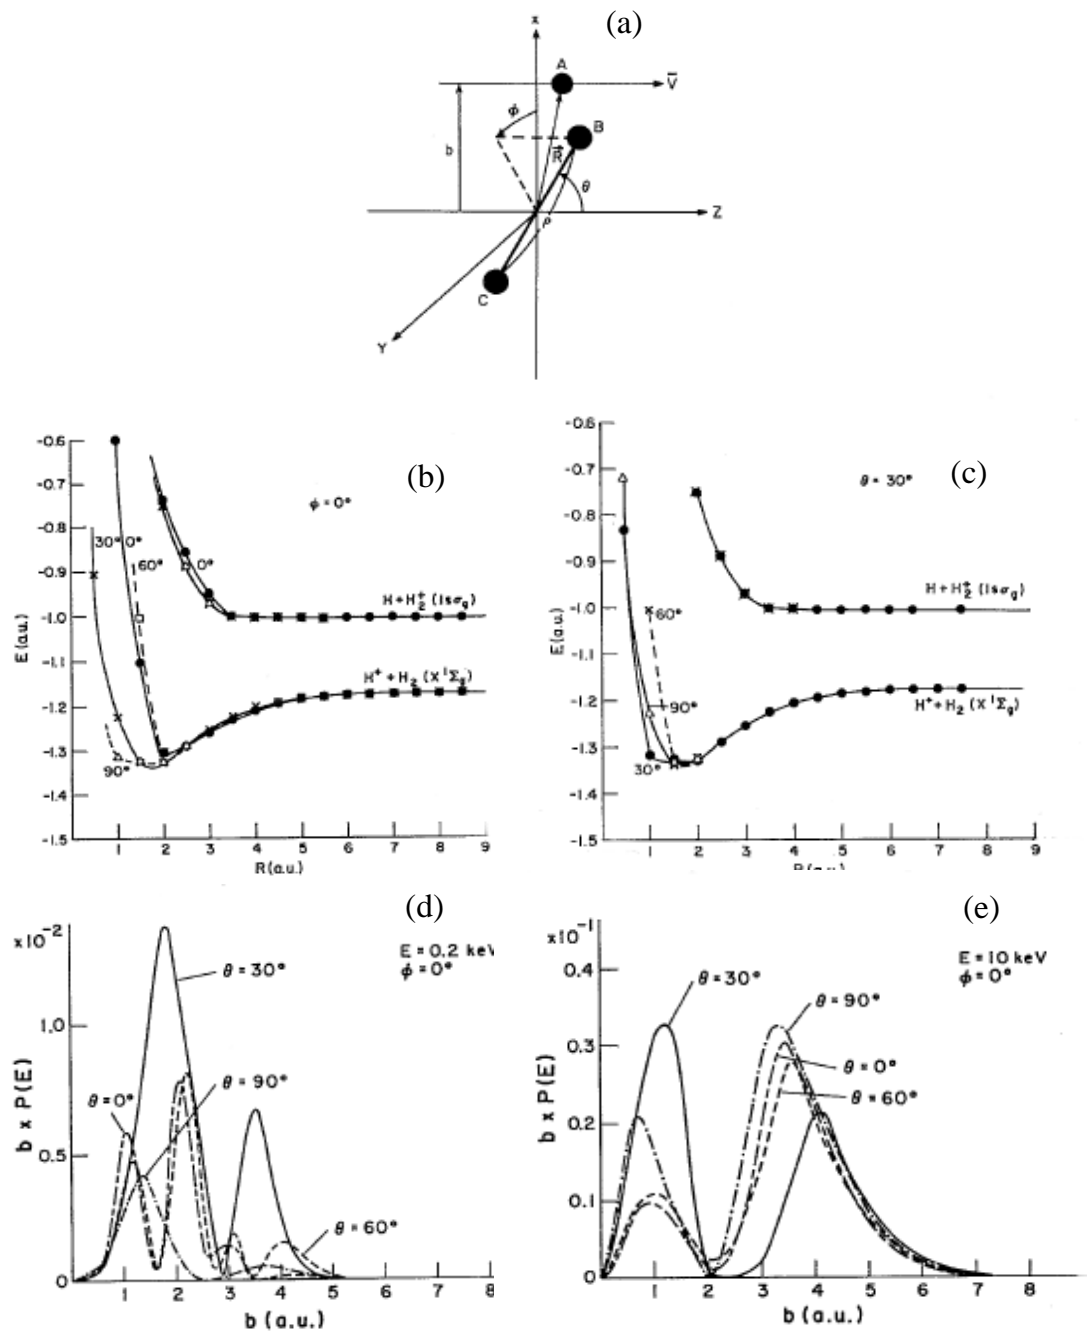 (a)
x
A
V̄
ϕ
B
b
R⃗
θ
Z
ρ
C
Y
(b)
-0.6
-0.7
-0.8
-0.9
-1.0
-1.1
-1.2
-1.3
-1.4
-1.5
E (a.u.)
ϕ = 0°
30° 0°
60°
0°
H + H₂⁺ (1sσg)
H⁺ + H₂ (X¹Σg)
90°
1 2 3 4 5 6 7 8 9
R (a.u.)
(c)
-0.6
-0.7
-0.8
-0.9
-1.0
-1.1
-1.2
-1.3
-1.4
-1.5
E (a.u.)
θ = 30°
H + H₂⁺ (1sσg)
60°
90°
H⁺ + H₂ (X¹Σg)
30°
1 2 3 4 5 6 7 8 9
(d)
x10⁻²
E = 0.2 keV
ϕ = 0°
θ = 30°
1.0
θ = 90°
θ = 0°
0.5
θ = 60°
0
b x P(E)
1 2 3 4 5 6 7 8
b (a.u.)
(e)
x10⁻¹
0.4
E = 10 keV
ϕ = 0°
θ = 30°
θ = 90°
0.3
θ = 0°
θ = 60°
0.2
0.1
0
b x P(E)
1 2 3 4 5 6 7 8
b (a.u.)